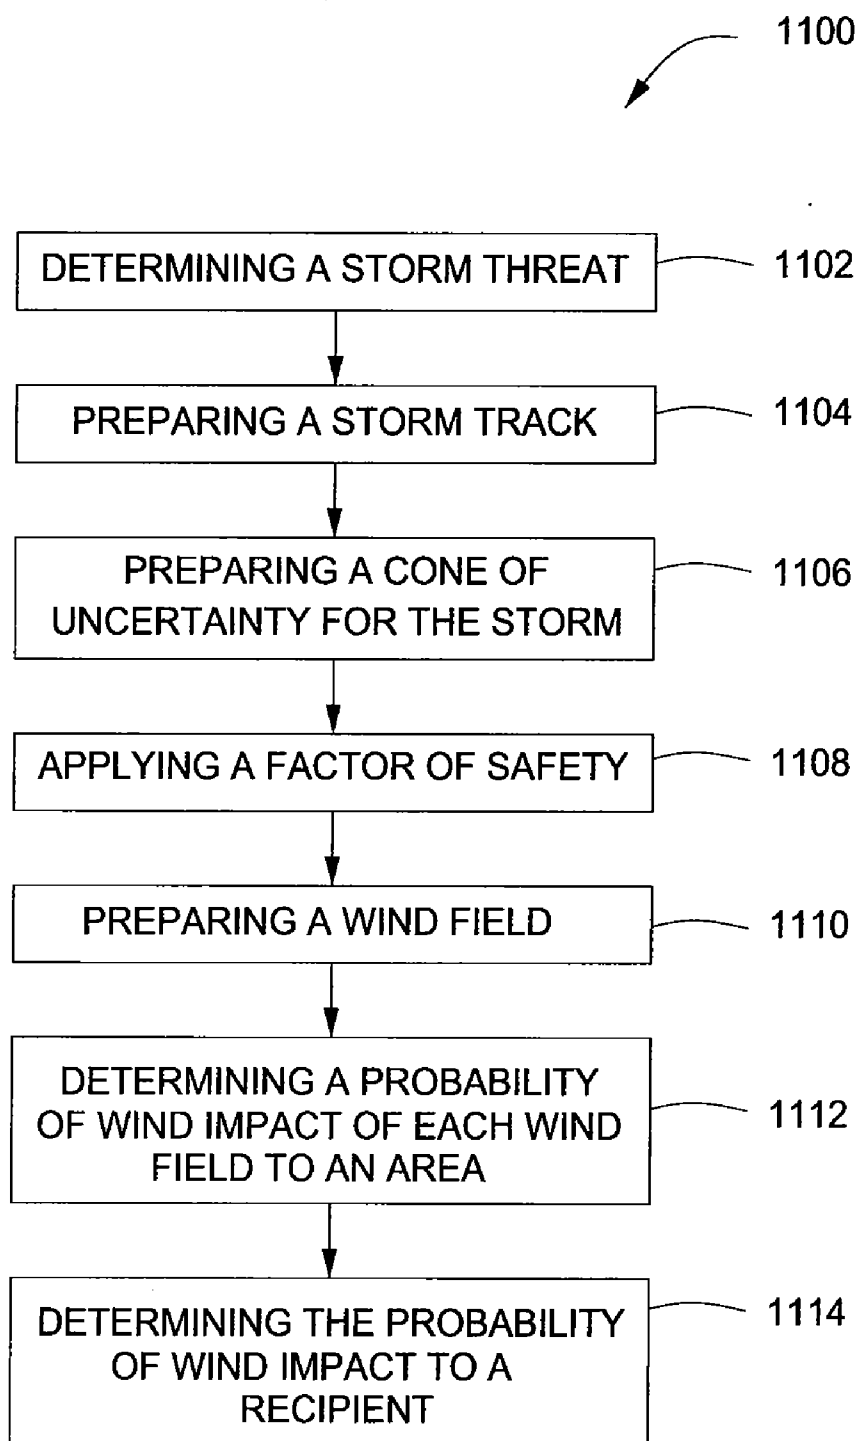 1100
DETERMINING A STORM THREAT
1102
PREPARING A STORM TRACK
1104
PREPARING A CONE OF
UNCERTAINTY FOR THE STORM
1106
APPLYING A FACTOR OF SAFETY
1108
PREPARING A WIND FIELD
1110
DETERMINING A PROBABILITY
OF WIND IMPACT OF EACH WIND
FIELD TO AN AREA
1112
DETERMINING THE PROBABILITY
OF WIND IMPACT TO A
RECIPIENT
1114